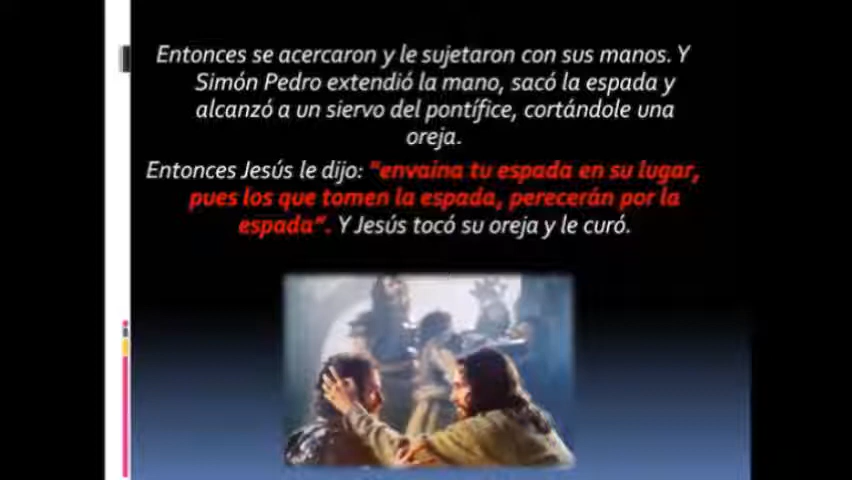 Entonces se acercaron y le sujetaron con sus manos. Y
Simón Pedro extendió la mano, sacó la espada y
alcanzó a un siervo del pontífice, cortándole una
oreja.
Entonces Jesús le dijo: "envaina tu espada en su lugar,
pues los que tomen la espada, perecerán por la
espada". Y Jesús tocó su oreja y le curó.